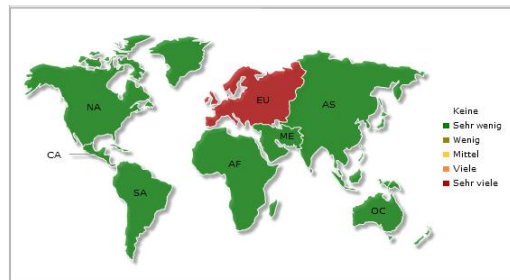 NA
EU
AS
ME
CA
AF
SA
OC
Keine
Sehr wenig
Wenig
Mittel
Viele
Sehr viele